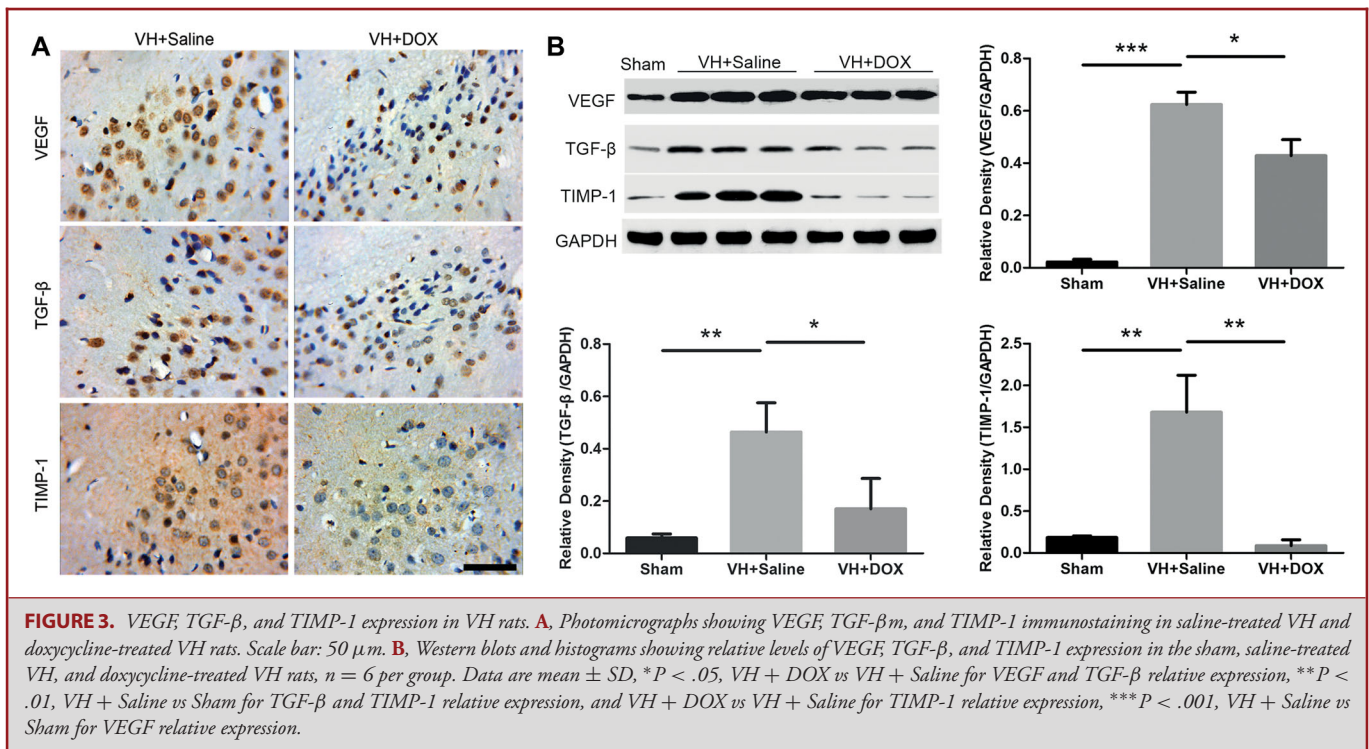 A
VH+Saline
VH+DOX
VEGF
TGF-β
TIMP-1
B
Sham
VH+Saline
VH+DOX
VEGF
TGF-β
TIMP-1
GAPDH
Relative Density (VEGF/GAPDH)
0.8
0.6
0.4
0.2
0.0
***
*
Sham
VH+Saline
VH+DOX
Relative Density (TGF-β/GAPDH)
0.8
0.6
0.4
0.2
0.0
**
*
Sham
VH+Saline
VH+DOX
Relative Density (TIMP-1/GAPDH)
2.5
2.0
1.5
1.0
0.5
0.0
**
**
Sham
VH+Saline
VH+DOX
FIGURE 3. VEGF, TGF-β, and TIMP-1 expression in VH rats. A, Photomicrographs showing VEGF, TGF-βm, and TIMP-1 immunostaining in saline-treated VH and
doxycycline-treated VH rats. Scale bar: 50 μm. B, Western blots and histograms showing relative levels of VEGF, TGF-β, and TIMP-1 expression in the sham, saline-treated
VH, and doxycycline-treated VH rats, n = 6 per group. Data are mean ± SD, *P < .05, VH + DOX vs VH + Saline for VEGF and TGF-β relative expression, **P <
.01, VH + Saline vs Sham for TGF-β and TIMP-1 relative expression, and VH + DOX vs VH + Saline for TIMP-1 relative expression, ***P < .001, VH + Saline vs
Sham for VEGF relative expression.